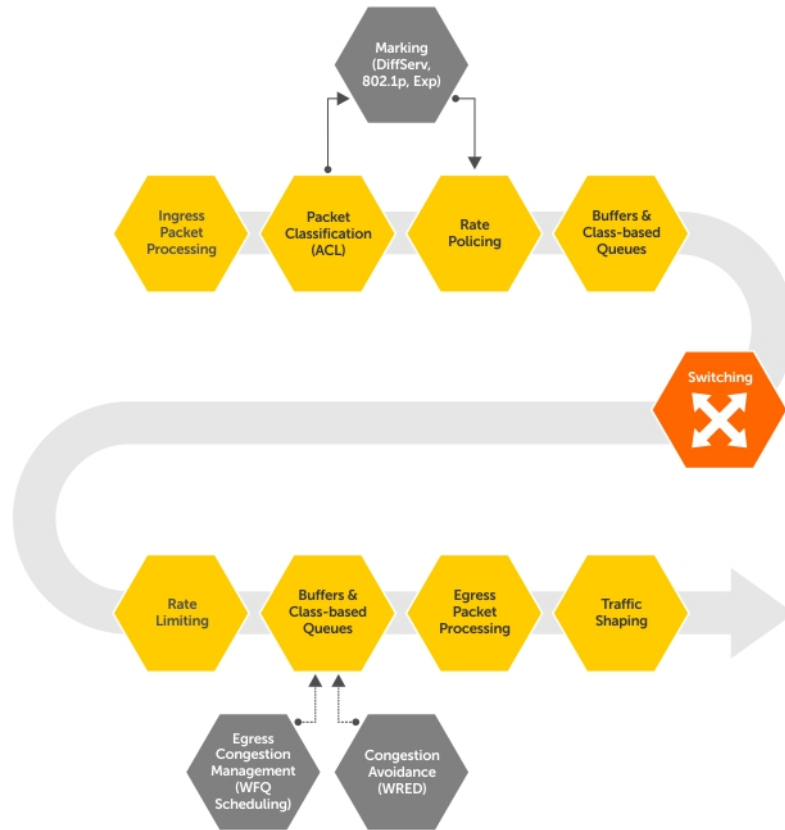 Marking
(DiffServ,
802.1p, Exp)
Ingress
Packet
Processing
Packet
Classification
(ACL)
Rate
Policing
Buffers &
Class-based
Queues
Switching
Rate
Limiting
Buffers &
Class-based
Queues
Egress
Packet
Processing
Traffic
Shaping
Egress
Congestion
Management
(WFQ
Scheduling)
Congestion
Avoidance
(WRED)